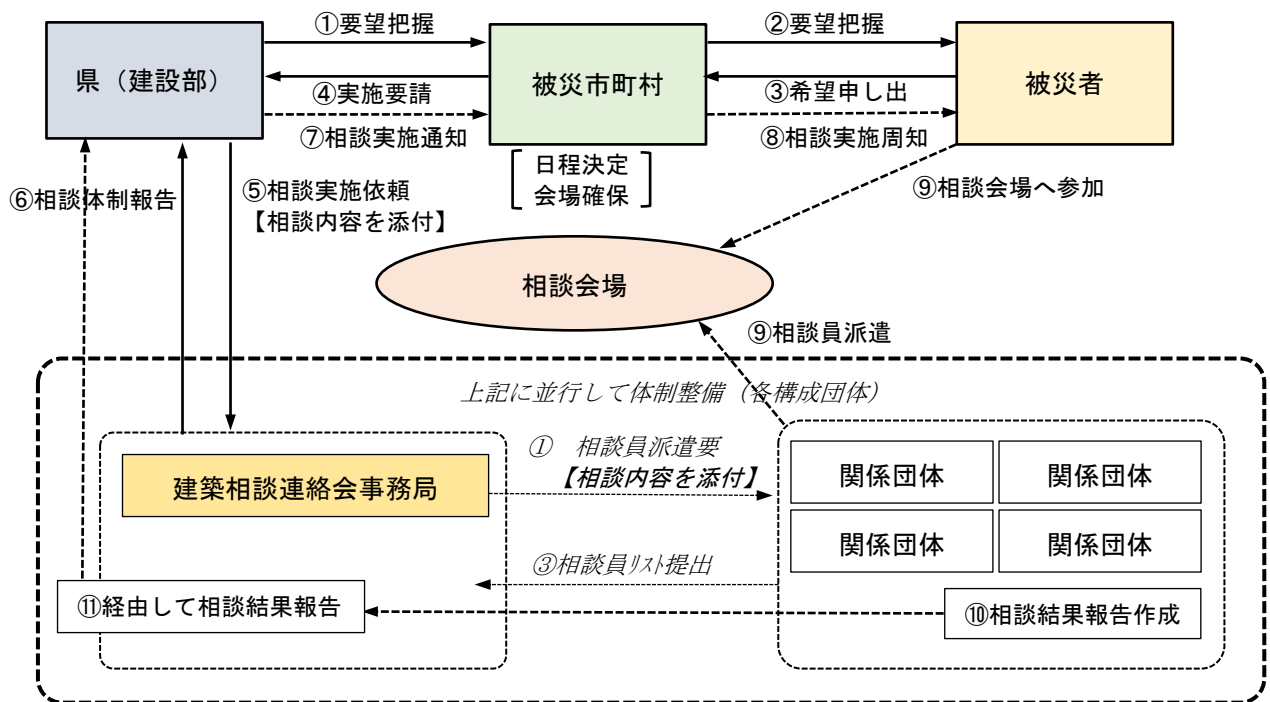 ①要望把握
②要望把握
県（建設部）
被災市町村
被災者
④実施要請
③希望申し出
⑦相談実施通知
⑧相談実施周知
日程決定
会場確保
⑥相談体制報告
⑤相談実施依頼
【相談内容を添付】
⑨相談会場へ参加
相談会場
⑨相談員派遣
上記に並行して体制整備（各構成団体）
① 相談員派遣要
【相談内容を添付】
建築相談連絡会事務局
関係団体
関係団体
関係団体
関係団体
③相談員ﾘｽﾄ提出
⑪経由して相談結果報告
⑩相談結果報告作成